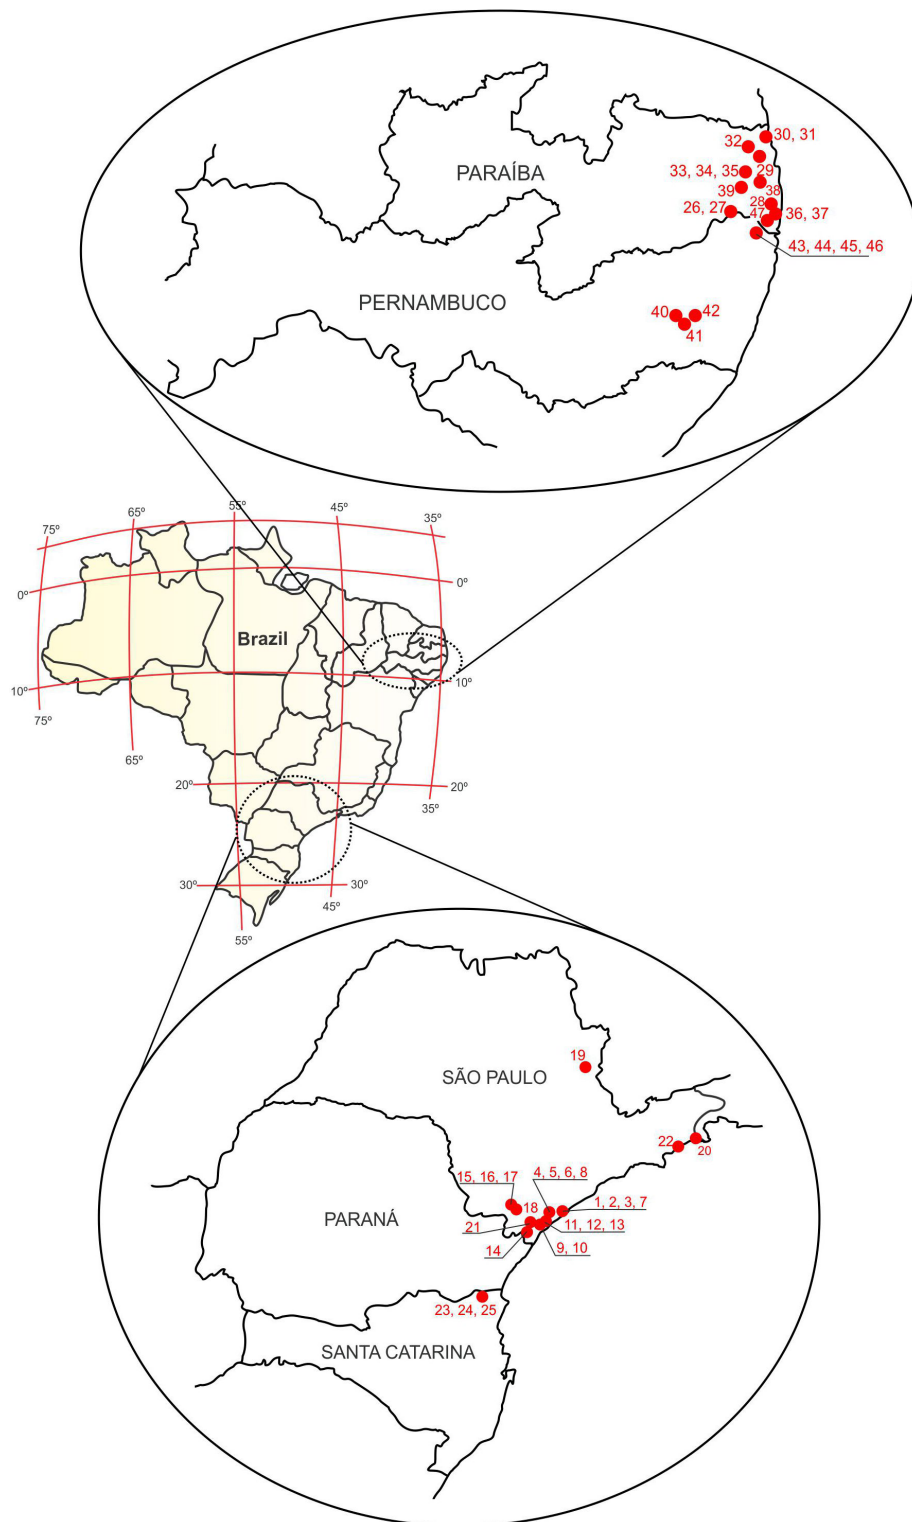 30, 31
32
PARAÍBA
33, 34, 35
29
39
38
26, 27
28
47
36, 37
43, 44, 45, 46
PERNAMBUCO
40
42
41
55º
65º
45º
35º
75º
0º
0º
Brazil
10º
10º
75º
65º
20º
20º
35º
30º
30º
45º
55º
19
SÃO PAULO
22
20
15, 16, 17
4, 5, 6, 8
18
1, 2, 3, 7
PARANÁ
21
11, 12, 13
14
9, 10
23, 24, 25
SANTA CATARINA